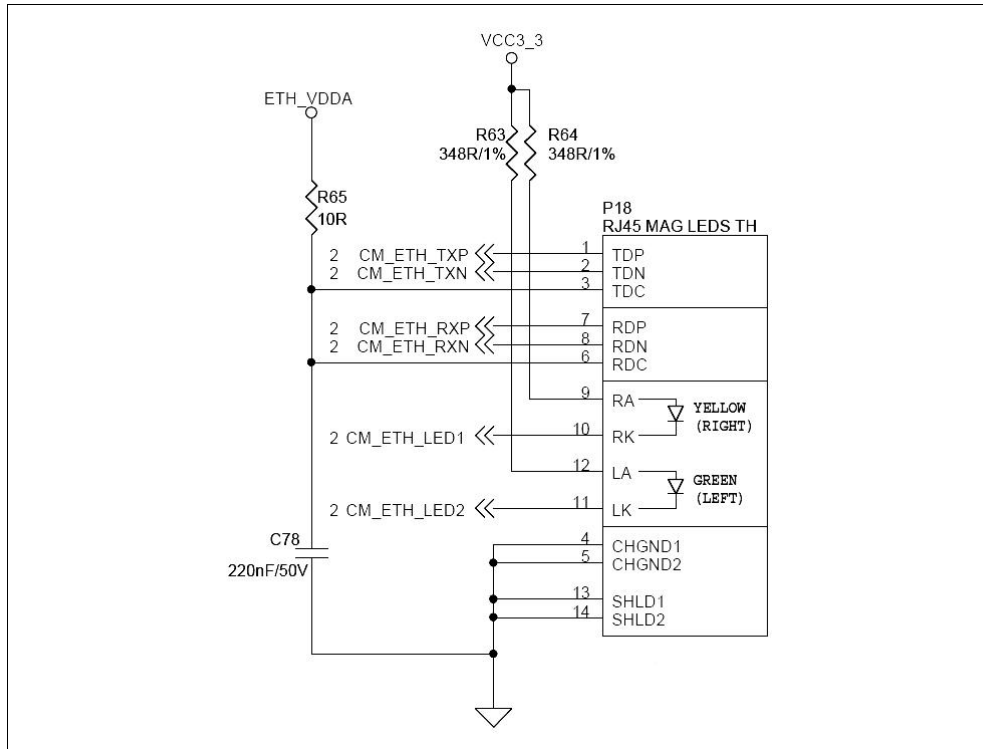 VCC3_3
ETH_VDDA
R63
348R/1%
R64
348R/1%
R65
10R
P18
RJ45 MAG LEDS TH
2 CM_ETH_TXP 1 TDP
2 CM_ETH_TXN 2 TDN
3 TDC
2 CM_ETH_RXP 7 RDP
2 CM_ETH_RXN 8 RDN
6 RDC
9 RA
YELLOW
(RIGHT)
2 CM_ETH_LED1 10 RK
12 LA
GREEN
(LEFT)
2 CM_ETH_LED2 11 LK
C78
220nF/50V
4 CHGND1
5 CHGND2
13 SHLD1
14 SHLD2